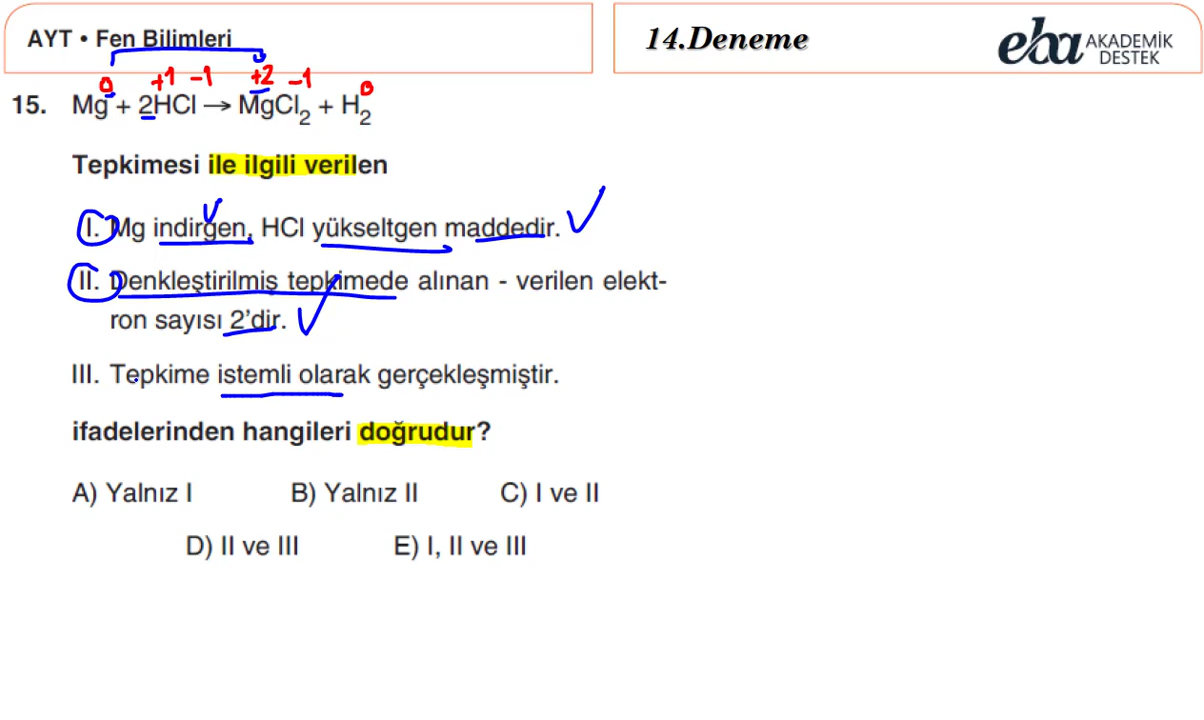 AYT • Fen Bilimleri
14.Deneme
eba AKADEMİK
DESTEK
0 +1 -1 +2 -1 0
15. Mg + 2HCl → MgCl₂ + H₂
Tepkimesi ile ilgili verilen
I. Mg indirgen, HCl yükseltgen maddedir.
II. Denkleştirilmiş tepkimede alınan - verilen elekt-
ron sayısı 2'dir.
III. Tepkime istemli olarak gerçekleşmiştir.
ifadelerinden hangileri doğrudur?
A) Yalnız I B) Yalnız II C) I ve II
D) II ve III E) I, II ve III